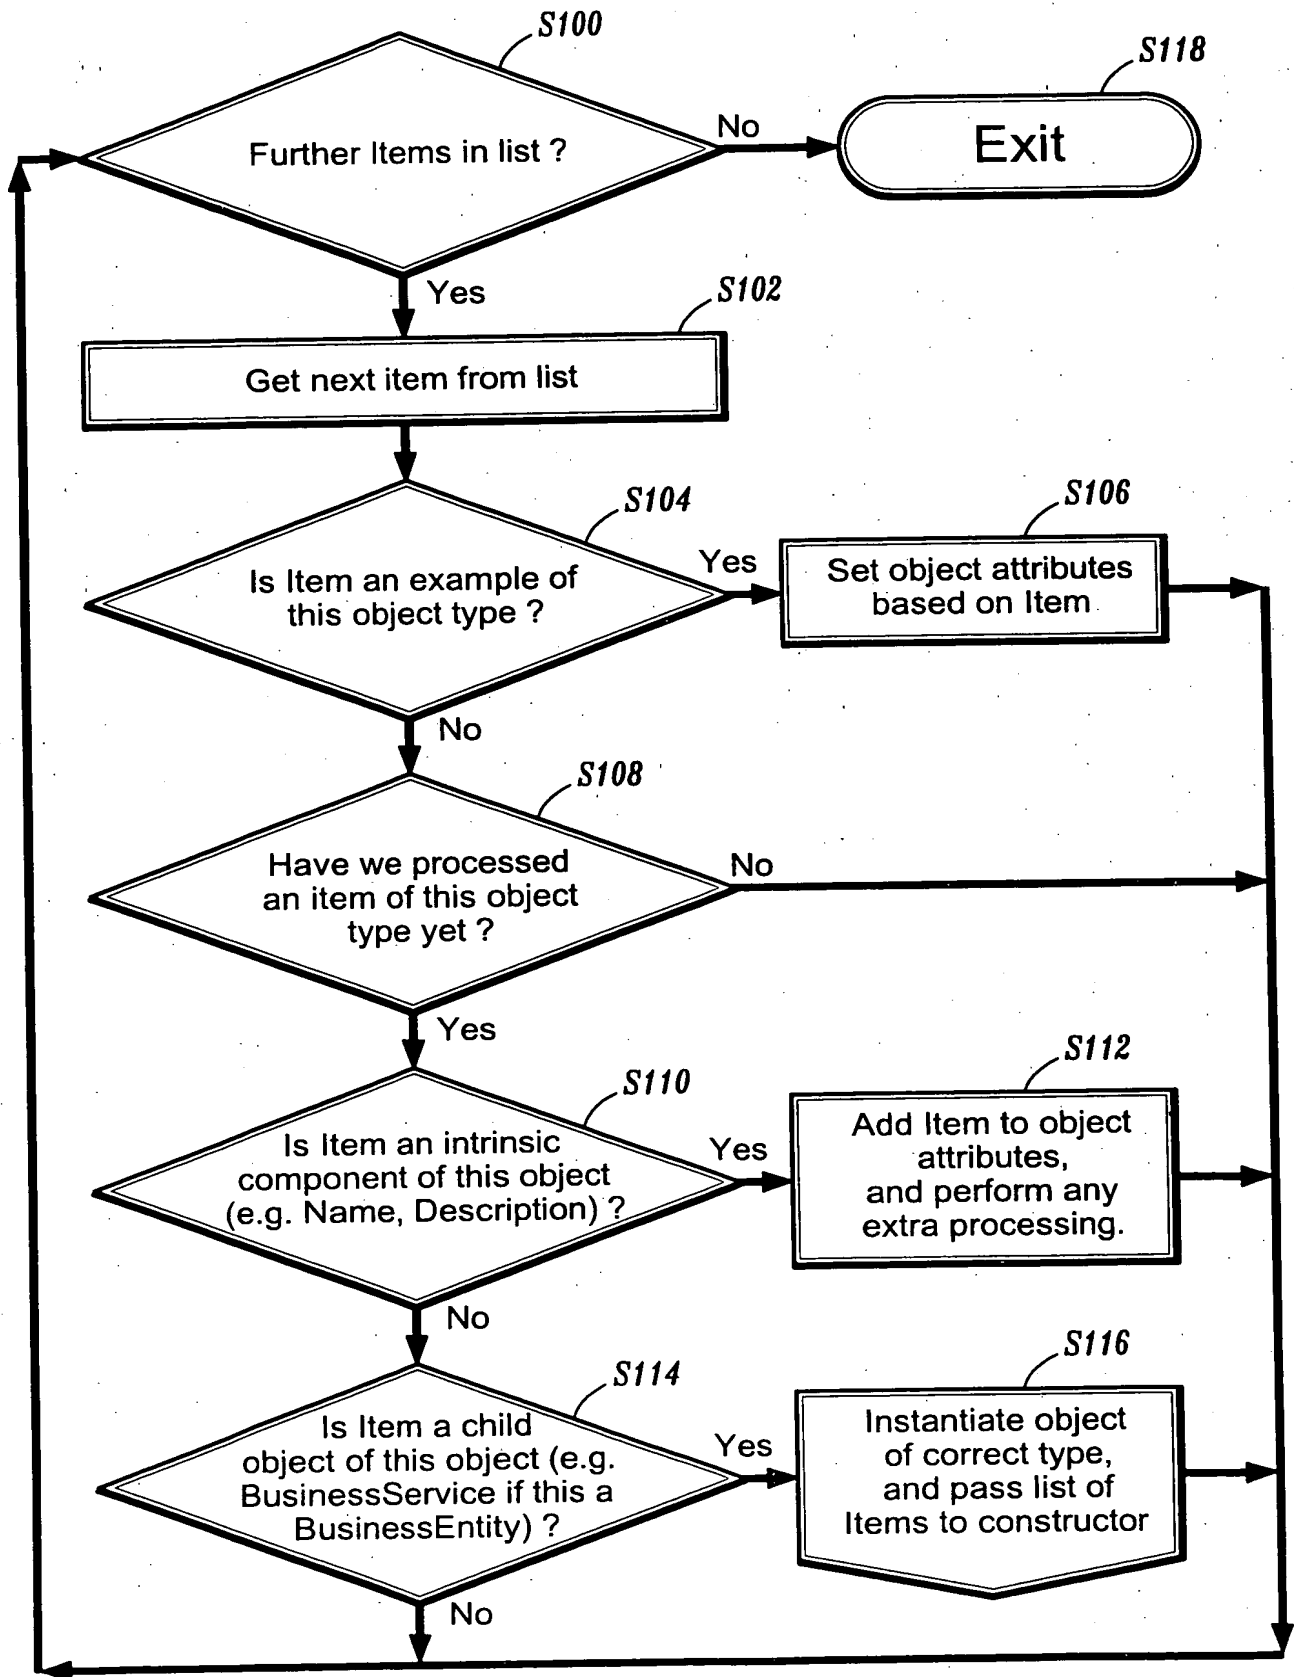 S100
S118
Further Items in list ?
No
Exit
Yes
S102
Get next item from list
S104
S106
Is Item an example of
this object type ?
Yes
Set object attributes
based on Item
No
S108
Have we processed
an item of this object
type yet ?
No
Yes
S110
S112
Is Item an intrinsic
component of this object
(e.g. Name, Description) ?
Yes
Add Item to object
attributes,
and perform any
extra processing.
No
S114
S116
Is Item a child
object of this object (e.g.
BusinessService if this a
BusinessEntity) ?
Yes
Instantiate object
of correct type,
and pass list of
Items to constructor
No